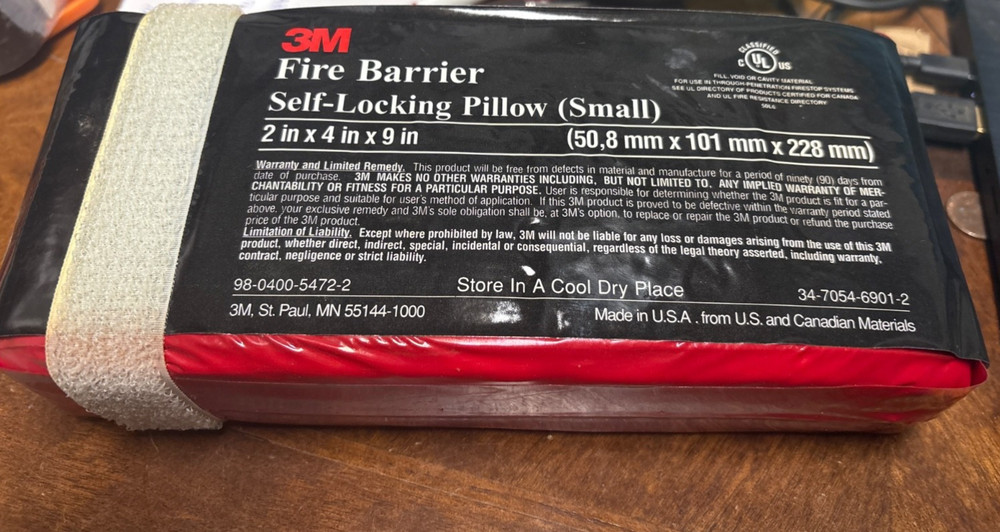 3M
Fire Barrier
Self-Locking Pillow (Small)
2 in x 4 in x 9 in (50,8 mm x 101 mm x 228 mm)
CLASSIFIED
C UL US
FILL, VOID OR CAVITY MATERIAL
FOR USE IN THROUGH-PENETRATION FIRESTOP SYSTEMS
SEE UL DIRECTORY OF PRODUCTS CERTIFIED FOR CANADA
AND UL FIRE RESISTANCE DIRECTORY
90L6
Warranty and Limited Remedy. This product will be free from defects in material and manufacture for a period of ninety (90) days from
date of purchase. 3M MAKES NO OTHER WARRANTIES INCLUDING, BUT NOT LIMITED TO, ANY IMPLIED WARRANTY OF MER-
CHANTABILITY OR FITNESS FOR A PARTICULAR PURPOSE. User is responsible for determining whether the 3M product is fit for a par-
ticular purpose and suitable for user's method of application. If this 3M product is proved to be defective within the warranty period stated
above, your exclusive remedy and 3M's sole obligation shall be, at 3M's option, to replace or repair the 3M product or refund the purchase
price of the 3M product.
Limitation of Liability. Except where prohibited by law, 3M will not be liable for any loss or damages arising from the use of this 3M
product, whether direct, indirect, special, incidental or consequential, regardless of the legal theory asserted, including warranty,
contract, negligence or strict liability.
98-0400-5472-2 Store In A Cool Dry Place 34-7054-6901-2
3M, St. Paul, MN 55144-1000 Made in U.S.A . from U.S. and Canadian Materials